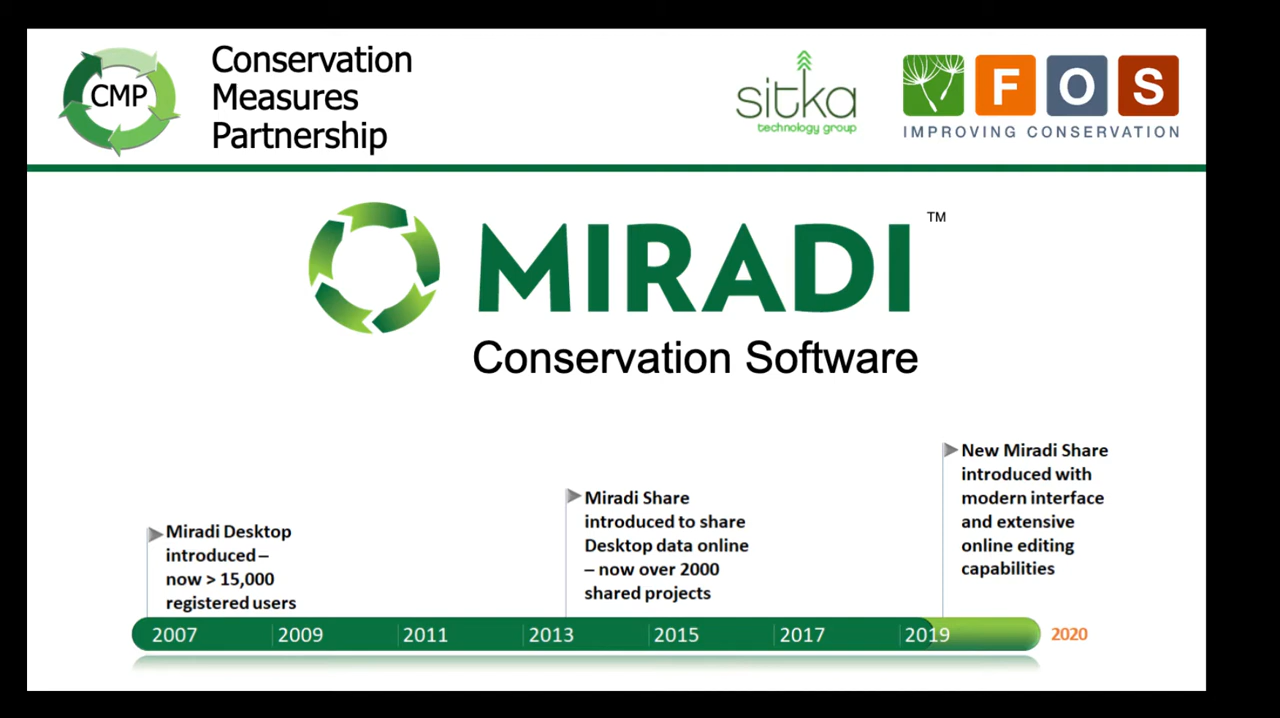 CMP
Conservation
Measures
Partnership
sitka
technology group
F O S
IMPROVING CONSERVATION
MIRADI ™
Conservation Software
Miradi Desktop
introduced –
now > 15,000
registered users
Miradi Share
introduced to share
Desktop data online
– now over 2000
shared projects
New Miradi Share
introduced with
modern interface
and extensive
online editing
capabilities
2007 2009 2011 2013 2015 2017 2019 2020